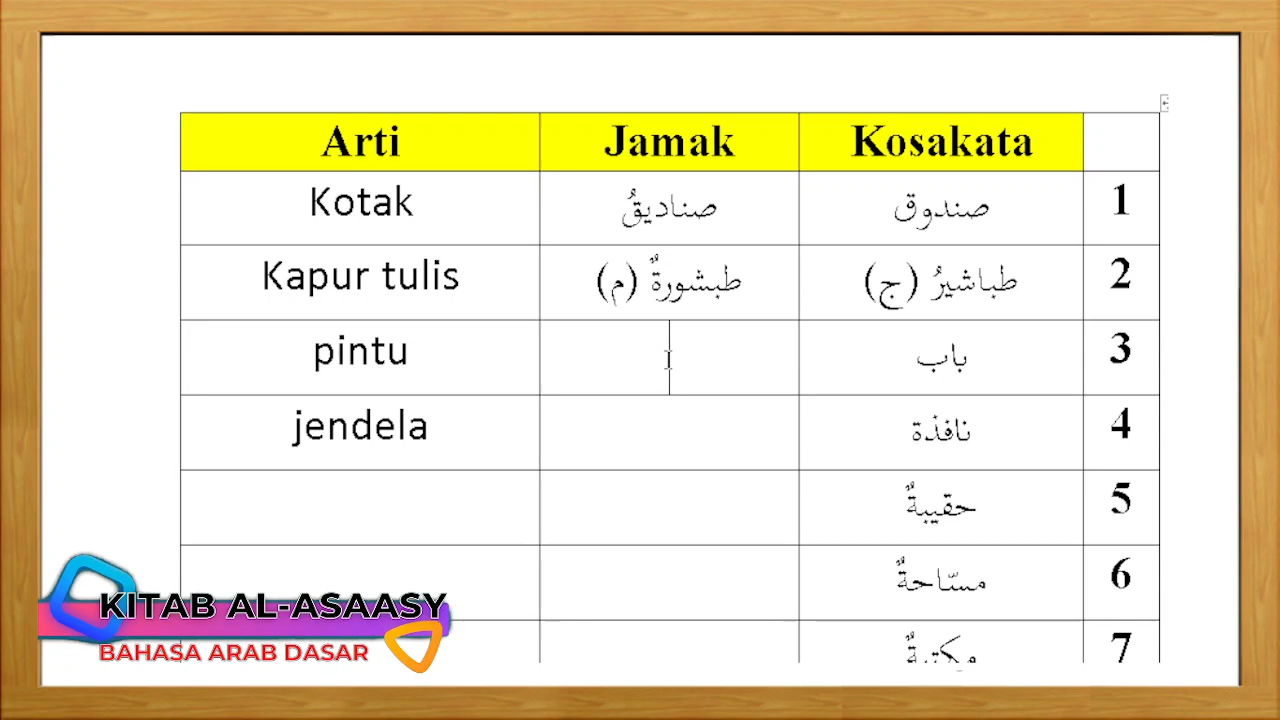 Arti Jamak Kosakata
Kotak صناديقُ صندوق 1
Kapur tulis طبشورةٌ (م) طباشيرُ (ج) 2
pintu باب 3
jendela نافذة 4
حقيبةٌ 5
مسّاحةٌ 6
مكتبةٌ 7
KITAB AL-ASAASY
BAHASA ARAB DASAR